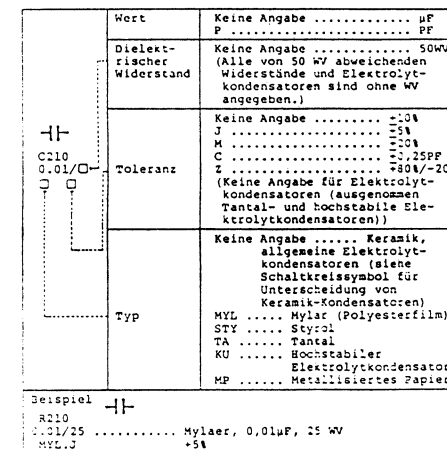 Wert Keine Angabe ............. µF
P ........................ PF
Dielekt- Keine Angabe ............. 50WV
rischer (Alle von 50 WV abweichenden
Widerstand Widerstände und Elektrolyt-
kondensatoren sind ohne WV
angegeben.)
Keine Angabe ............. ±10%
J ........................ ±5%
M ........................ ±20%
C ........................ ±0,25PF
Z ........................ +80%/-20
C210
0.01/
Toleranz (Keine Angabe für Elektrolyt-
kondensatoren (ausgenommen
Tantal- und hochstabile Ele-
ktrolytkondensatoren))
Keine Angabe ...... Keramik,
allgemeine Elektrolyt-
kondensatoren (siehe
Schaltkreissymbol für
Unterscheidung von
Keramik-Kondensatoren)
Typ MYL ..... Mylar (Polyesterfilm)
STY ..... Styrol
TA ...... Tantal
KU ...... Hochstabiler
Elektrolytkondensator
MP ...... Metallisiertes Papier
Beispiel
R210
0.01/25 ........... Mylaer, 0,01µF, 25 WV
MYL.J ±5%